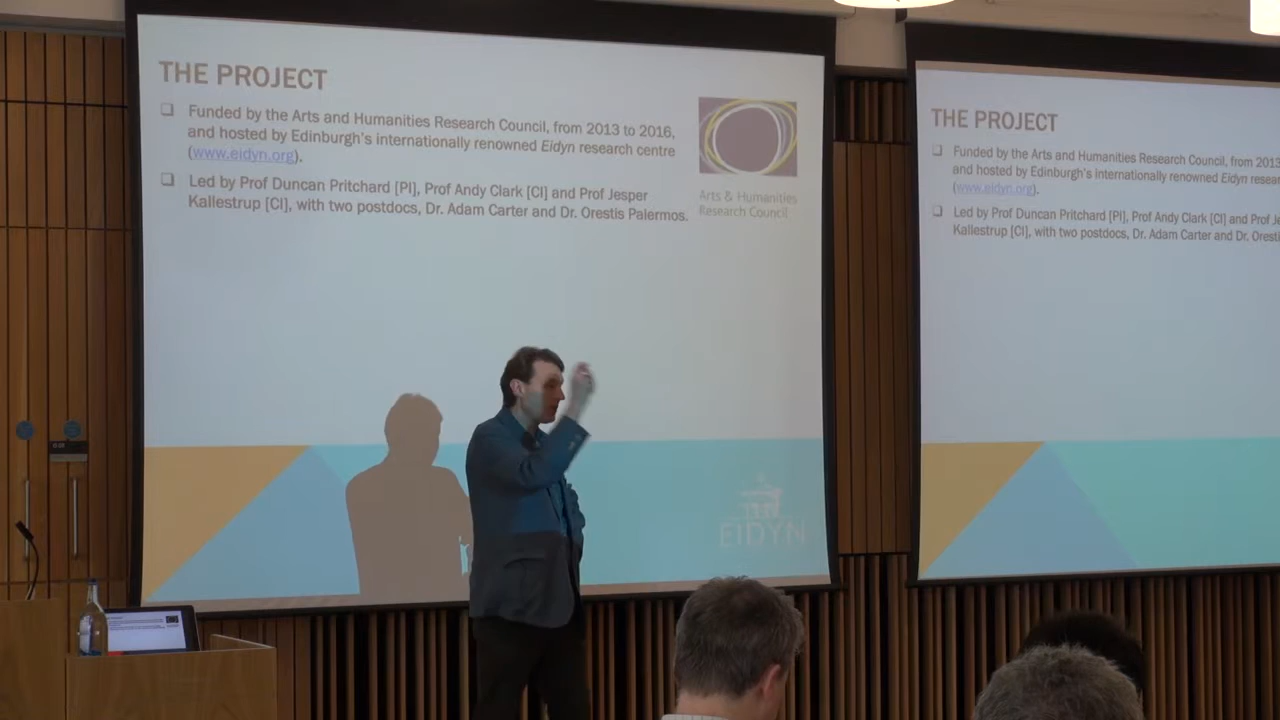 THE PROJECT
Funded by the Arts and Humanities Research Council, from 2013 to 2016,
and hosted by Edinburgh's internationally renowned Eidyn research centre
(www.eidyn.org).
Led by Prof Duncan Pritchard [PI], Prof Andy Clark [CI] and Prof Jesper
Kallestrup [CI], with two postdocs, Dr. Adam Carter and Dr. Orestis Palermos.
Arts & Humanities
Research Council
EIDYN
THE PROJECT
Funded by the Arts and Humanities Research Council, from 2013
and hosted by Edinburgh's internationally renowned Eidyn resear
(www.eidyn.org).
Led by Prof Duncan Pritchard [PI], Prof Andy Clark [CI] and Prof Je
Kallestrup [CI], with two postdocs, Dr. Adam Carter and Dr. Orestis